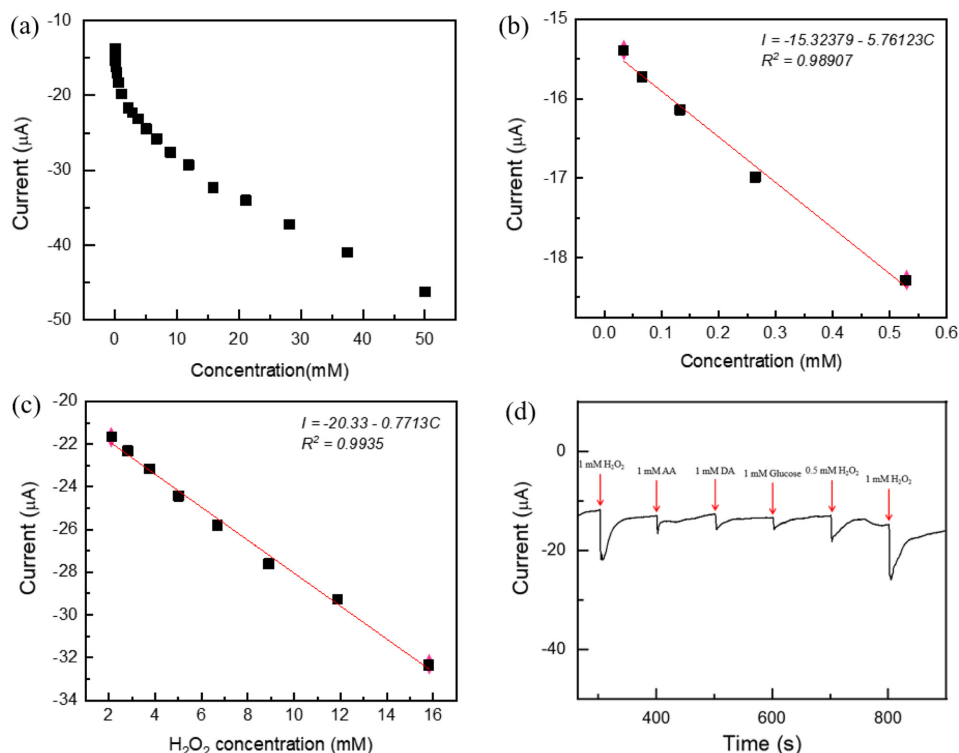 (a)
-10
-20
-30
-40
-50
Current (μA)
0 10 20 30 40 50
Concentration(mM)
(b)
-15
-16
-17
-18
Current (μA)
I = -15.32379 - 5.76123C
R² = 0.98907
0.0 0.1 0.2 0.3 0.4 0.5 0.6
Concentration (mM)
(c)
-20
-22
-24
-26
-28
-30
-32
-34
Current (μA)
I = -20.33 - 0.7713C
R² = 0.9935
2 4 6 8 10 12 14 16
H₂O₂ concentration (mM)
(d)
0
-20
-40
Current (μA)
1 mM H₂O₂
1 mM AA
1 mM DA
1 mM Glucose
0.5 mM H₂O₂
1 mM H₂O₂
400 600 800
Time (s)